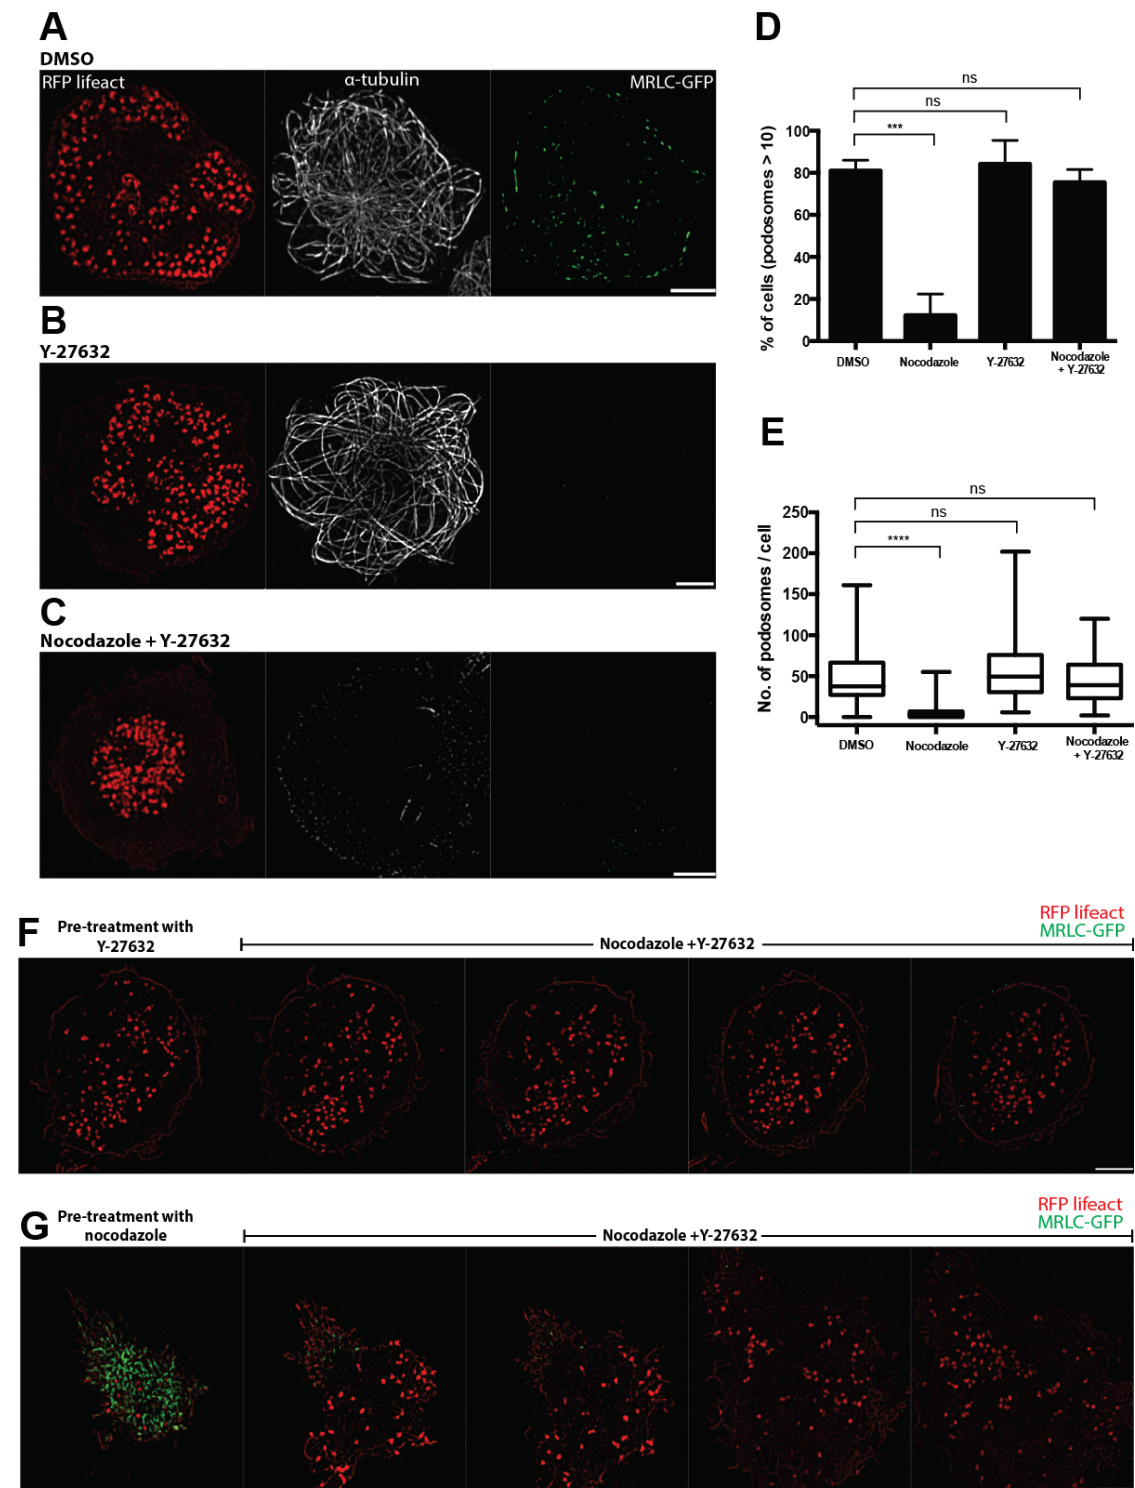 A
DMSO
RFP lifeact
α-tubulin
MRLC-GFP
B
Y-27632
C
Nocodazole + Y-27632
D
ns
ns
***
% of cells (podosomes > 10)
100
80
60
40
20
0
DMSO
Nocodazole
Y-27632
Nocodazole
+ Y-27632
E
ns
ns
****
No. of podosomes / cell
250
200
150
100
50
0
DMSO
Nocodazole
Y-27632
Nocodazole
+ Y-27632
F
Pre-treatment with
Y-27632
Nocodazole +Y-27632
RFP lifeact
MRLC-GFP
G
Pre-treatment with
nocodazole
Nocodazole +Y-27632
RFP lifeact
MRLC-GFP